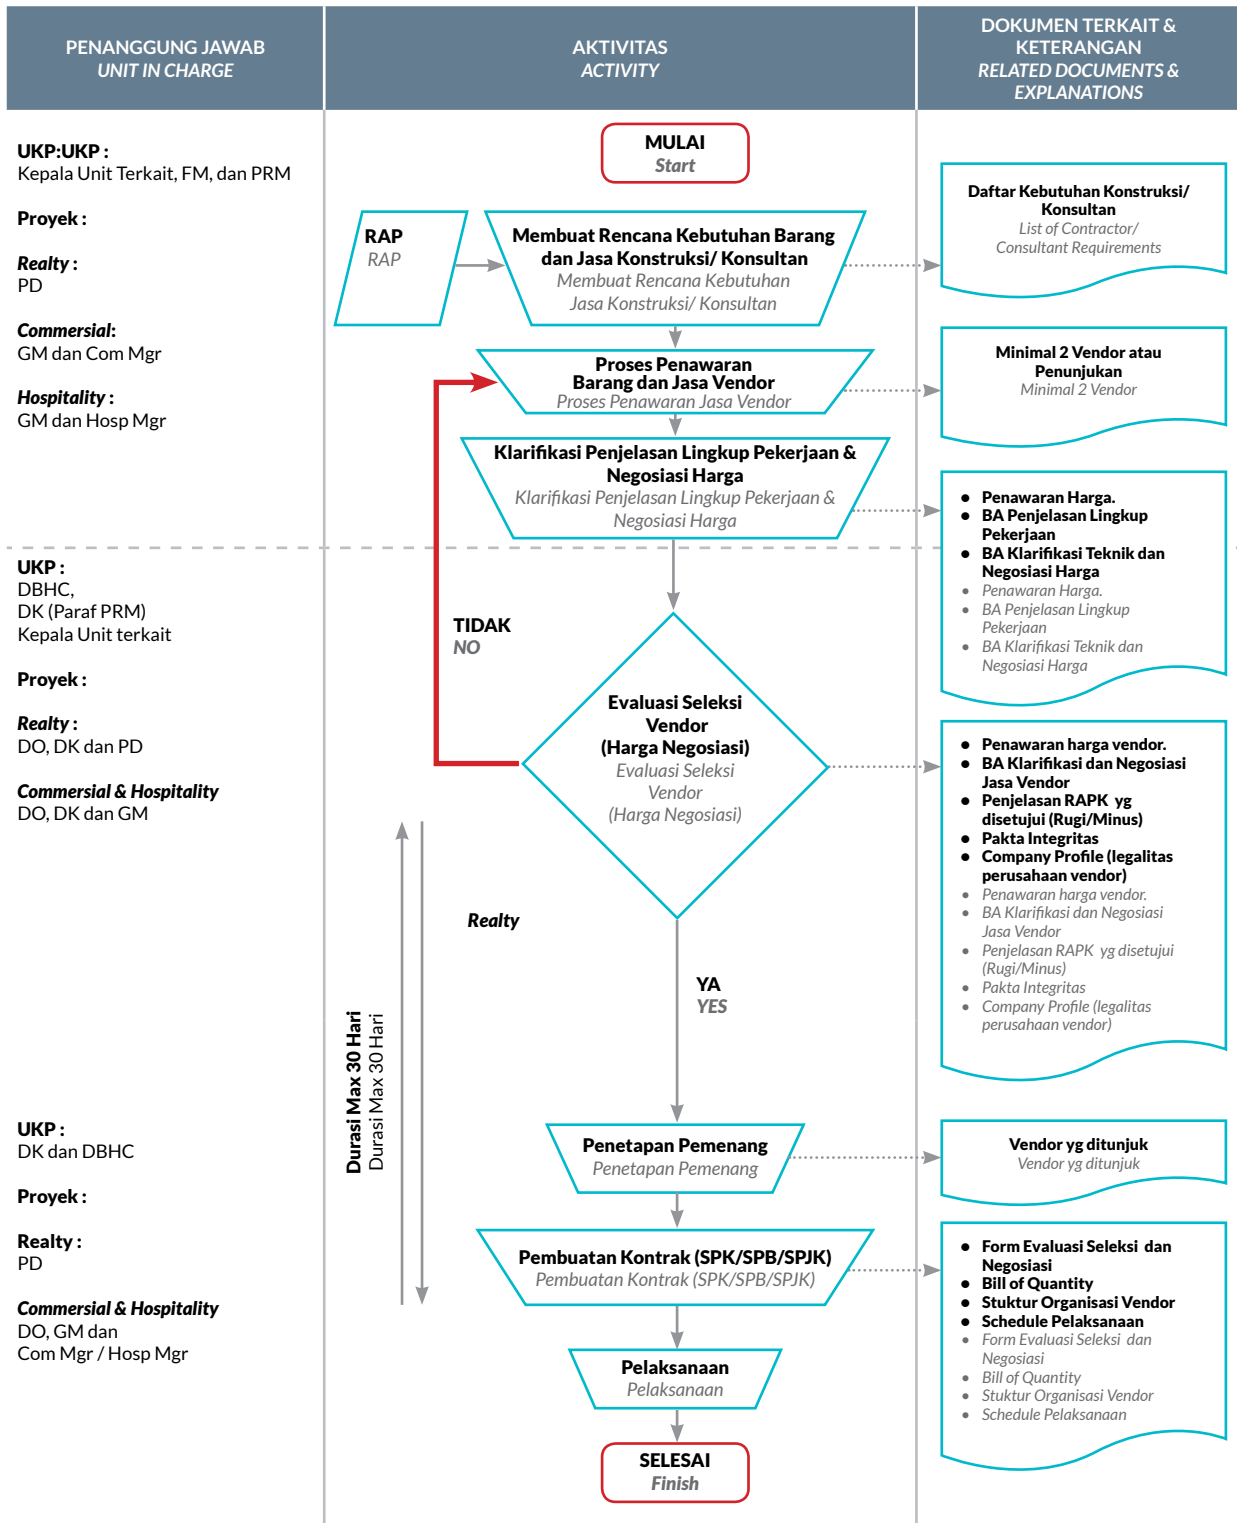 PENANGGUNG JAWAB
UNIT IN CHARGE
AKTIVITAS
ACTIVITY
DOKUMEN TERKAIT &
KETERANGAN
RELATED DOCUMENTS &
EXPLANATIONS
UKP:UKP :
Kepala Unit Terkait, FM, dan PRM
Proyek :
Realty :
PD
Commersial:
GM dan Com Mgr
Hospitality :
GM dan Hosp Mgr
UKP :
DBHC,
DK (Paraf PRM)
Kepala Unit terkait
Proyek :
Realty :
DO, DK dan PD
Commercial & Hospitality
DO, DK dan GM
UKP :
DK dan DBHC
Proyek :
Realty :
PD
Commercial & Hospitality
DO, GM dan
Com Mgr / Hosp Mgr
MULAI
Start
RAP
RAP
Membuat Rencana Kebutuhan Barang
dan Jasa Konstruksi/ Konsultan
Membuat Rencana Kebutuhan
Jasa Konstruksi/ Konsultan
Proses Penawaran
Barang dan Jasa Vendor
Proses Penawaran Jasa Vendor
Klarifikasi Penjelasan Lingkup Pekerjaan &
Negosiasi Harga
Klarifikasi Penjelasan Lingkup Pekerjaan &
Negosiasi Harga
TIDAK
NO
Evaluasi Seleksi
Vendor
(Harga Negosiasi)
Evaluasi Seleksi
Vendor
(Harga Negosiasi)
Realty
YA
YES
Durasi Max 30 Hari
Durasi Max 30 Hari
Penetapan Pemenang
Penetapan Pemenang
Pembuatan Kontrak (SPK/SPB/SPJK)
Pembuatan Kontrak (SPK/SPB/SPJK)
Pelaksanaan
Pelaksanaan
SELESAI
Finish
Daftar Kebutuhan Konstruksi/
Konsultan
List of Contractor/
Consultant Requirements
Minimal 2 Vendor atau
Penunjukan
Minimal 2 Vendor
● Penawaran Harga.
● BA Penjelasan Lingkup
Pekerjaan
● BA Klarifikasi Teknik dan
Negosiasi Harga
● Penawaran Harga.
● BA Penjelasan Lingkup
Pekerjaan
● BA Klarifikasi Teknik dan
Negosiasi Harga
● Penawaran harga vendor.
● BA Klarifikasi dan Negosiasi
Jasa Vendor
● Penjelasan RAPK yg
disetujui (Rugi/Minus)
● Pakta Integritas
● Company Profile (legalitas
perusahaan vendor)
● Penawaran harga vendor.
● BA Klarifikasi dan Negosiasi
Jasa Vendor
● Penjelasan RAPK yg disetujui
(Rugi/Minus)
● Pakta Integritas
● Company Profile (legalitas
perusahaan vendor)
Vendor yg ditunjuk
Vendor yg ditunjuk
● Form Evaluasi Seleksi dan
Negosiasi
● Bill of Quantity
● Stuktur Organisasi Vendor
● Schedule Pelaksanaan
● Form Evaluasi Seleksi dan
Negosiasi
● Bill of Quantity
● Stuktur Organisasi Vendor
● Schedule Pelaksanaan